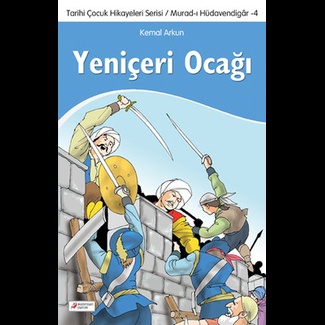 Tarihi Çocuk Hikayeleri Serisi / Murad-ı Hüdavendigâr -4
Kemal Arkun
Yeniçeri Ocağı